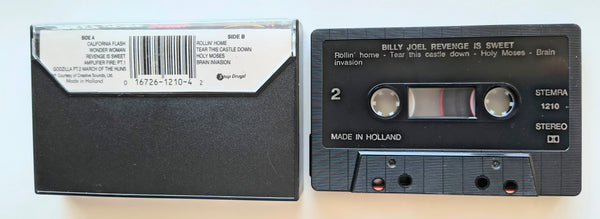 SIDE A
CALIFORNIA FLASH
WONDER WOMAN
REVENGE IS SWEET
AMPLIFIER FIRE, PT.1
GODZILLA PT.2 MARCH OF THE HUNS
Courtesy of Creative Sounds, Ltd.
Made in Holland
0 16726-1210-4 2
SIDE B
ROLLIN' HOME
TEAR THIS CASTLE DOWN
HOLY MOSES
BRAIN INVASION
BILLY JOEL REVENGE IS SWEET
Rollin' home - Tear this castle down - Holy Moses - Brain
invasion
2
STEMRA
1210
MADE IN HOLLAND
STEREO